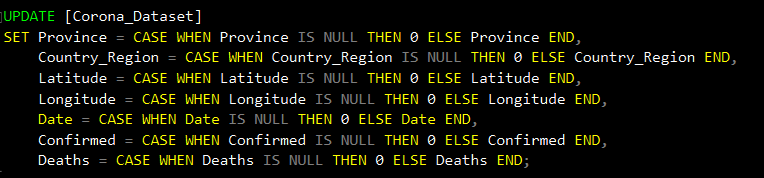 UPDATE [Corona_Dataset]
SET Province = CASE WHEN Province IS NULL THEN 0 ELSE Province END,
Country_Region = CASE WHEN Country_Region IS NULL THEN 0 ELSE Country_Region END,
Latitude = CASE WHEN Latitude IS NULL THEN 0 ELSE Latitude END,
Longitude = CASE WHEN Longitude IS NULL THEN 0 ELSE Longitude END,
Date = CASE WHEN Date IS NULL THEN 0 ELSE Date END,
Confirmed = CASE WHEN Confirmed IS NULL THEN 0 ELSE Confirmed END,
Deaths = CASE WHEN Deaths IS NULL THEN 0 ELSE Deaths END;